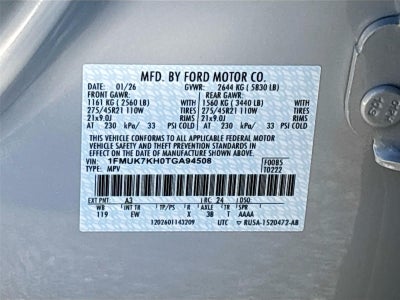 MFD. BY FORD MOTOR CO.
DATE: 01/26 GVWR: 2644 KG ( 5830 LB)
FRONT GAWR: REAR GAWR:
1161 KG ( 2560 LB) 1560 KG ( 3440 LB)
275/45R21 110W TIRES 275/45R21 110W TIRES
21x9.0J RIMS 21x9.0J RIMS
AT 230 kPa/ 33 PSI COLD AT 230 kPa/ 33 PSI COLD
THIS VEHICLE CONFORMS TO ALL APPLICABLE FEDERAL MOTOR
VEHICLE SAFETY AND THEFT PREVENTION STANDARDS IN EFFECT
ON THE DATE OF MANUFACTURE SHOWN ABOVE.
VIN: 1FMUK7KH0TGA94508 F0085
TYPE: MPV T0222
EXT PNT: A3 RC: 24 DSO:
WB INT TR TP/PS R AXLE TR SPR
119 EW X 3B T AAAA
1202601143209 UTC ▽RU5A-1520472-AB